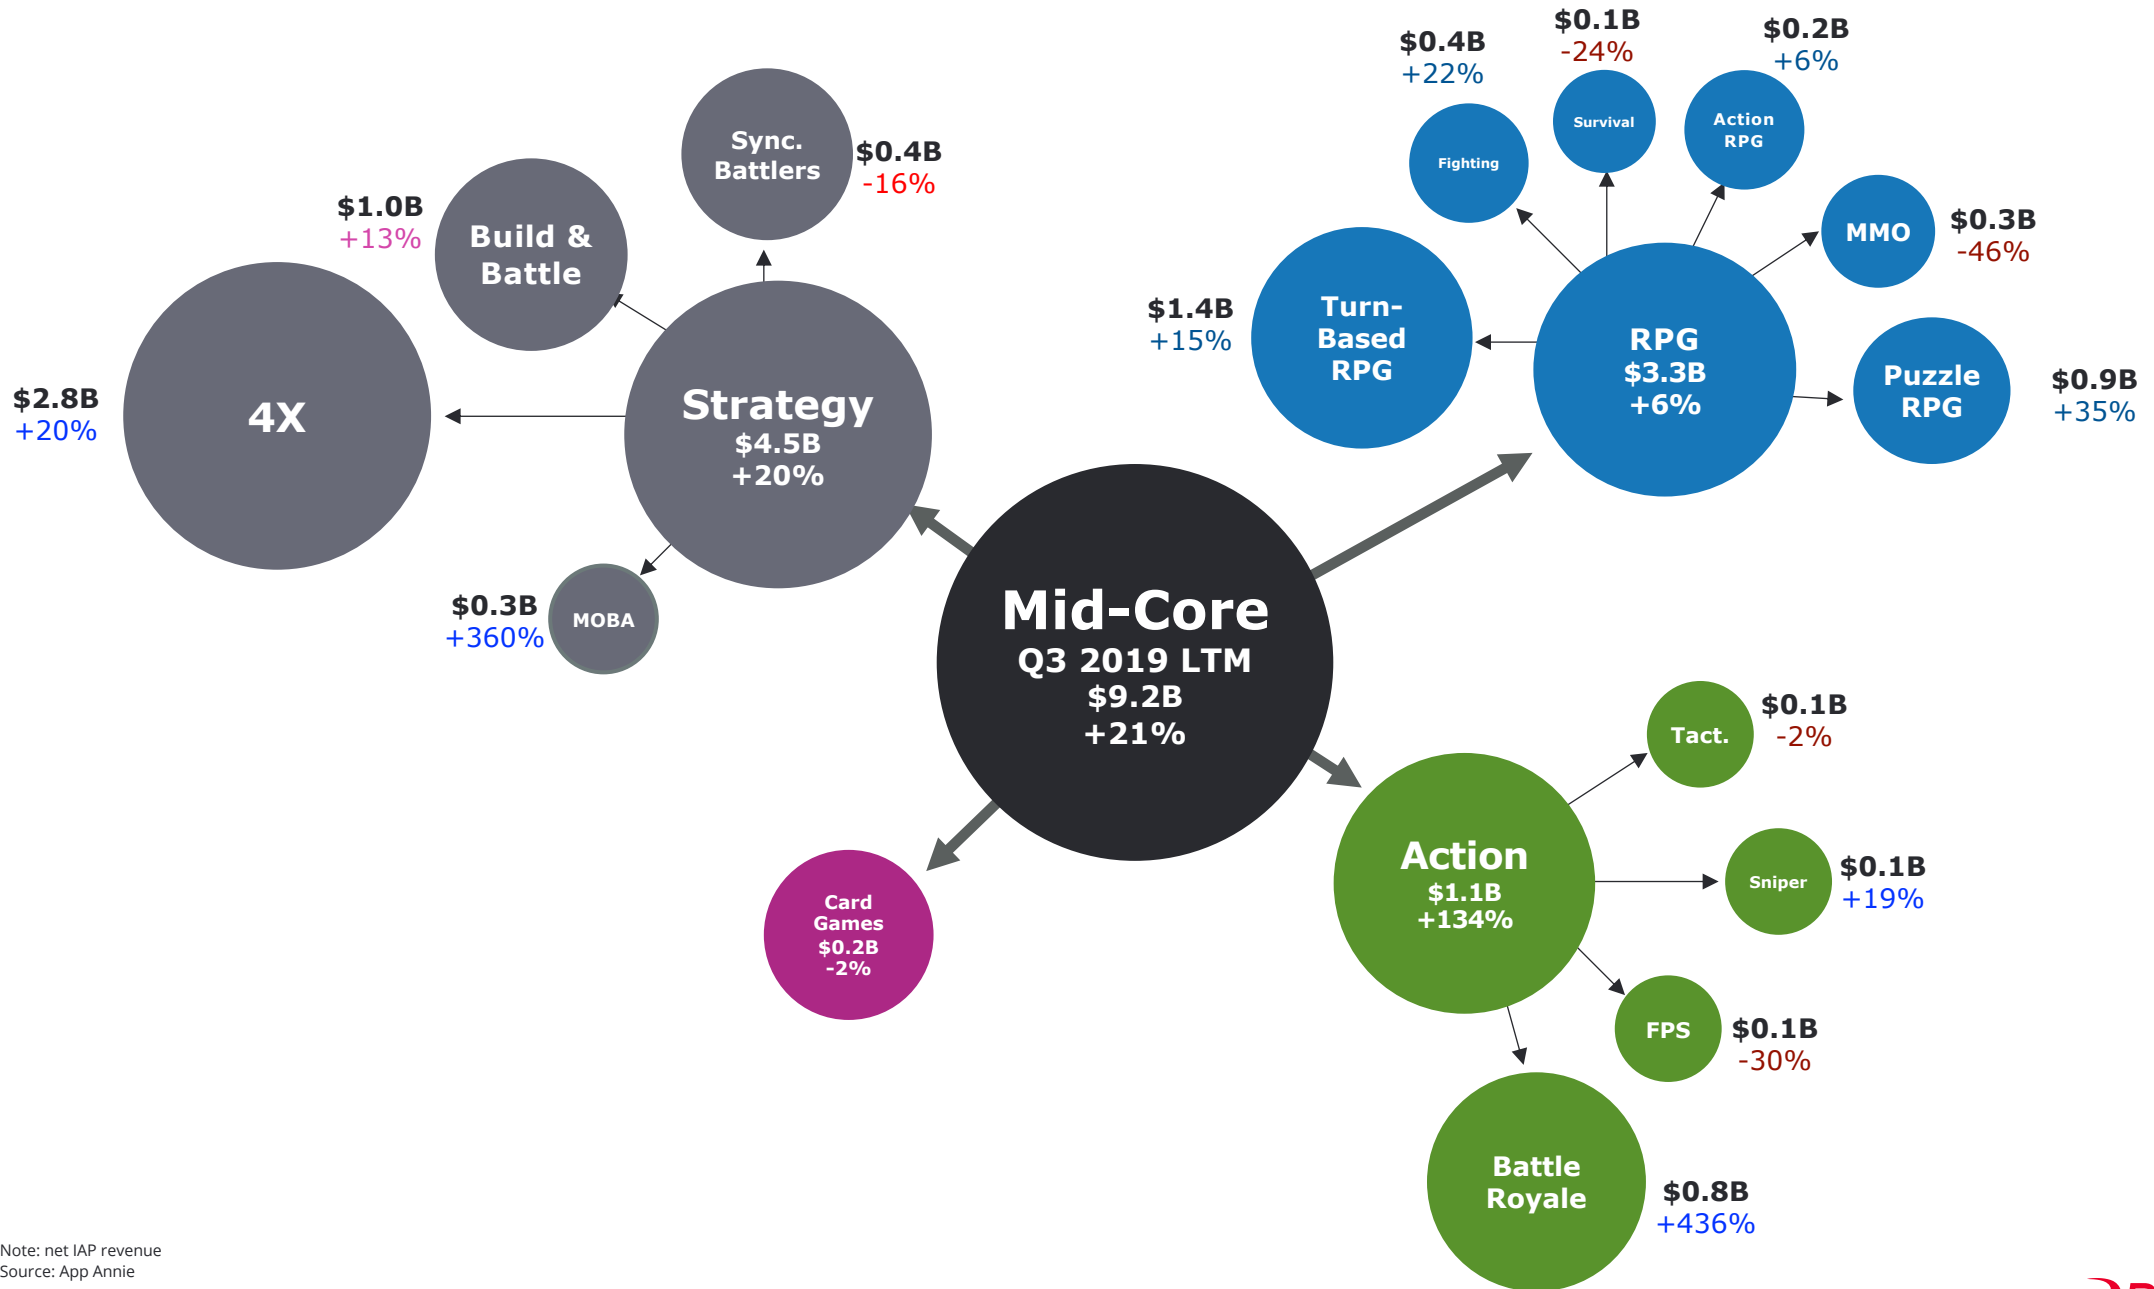 $0.1B
-24%
$0.2B
+6%
$0.4B
+22%
Survival
Action
RPG
Fighting
Sync.
Battlers
$0.4B
-16%
$1.0B
+13%
Build &
Battle
MMO
$0.3B
-46%
$1.4B
+15%
Turn-
Based
RPG
RPG
$3.3B
+6%
Puzzle
RPG
$0.9B
+35%
$2.8B
+20%
4X
Strategy
$4.5B
+20%
$0.3B
+360%
MOBA
Mid-Core
Q3 2019 LTM
$9.2B
+21%
Tact.
$0.1B
-2%
Action
$1.1B
+134%
Sniper
$0.1B
+19%
Card
Games
$0.2B
-2%
FPS
$0.1B
-30%
Battle
Royale
$0.8B
+436%
Note: net IAP revenue
Source: App Annie